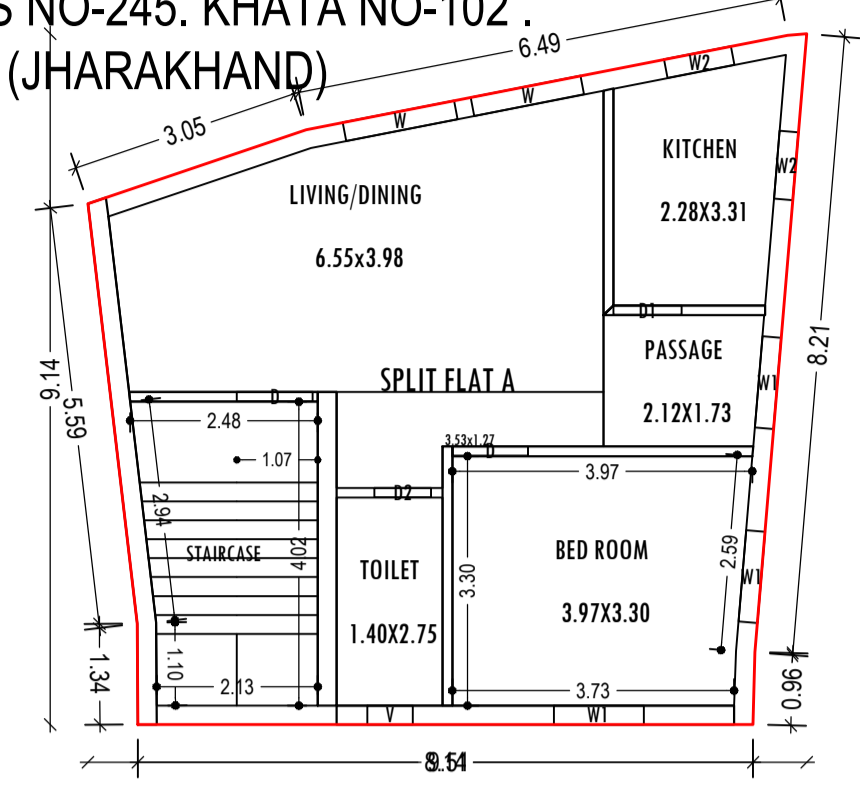 S NO-245. KHATA NO-102 .
(JHARAKHAND)
6.49
3.05
W
W
W2
KITCHEN
2.28X3.31
W2
LIVING/DINING
6.55x3.98
D1
PASSAGE
2.12X1.73
W1
8.21
9.14
5.59
SPLIT FLAT A
D
2.48
1.07
3.53x1.27
D
3.97
2.94
STAIRCASE
4.02
D2
TOILET
1.40X2.75
3.30
BED ROOM
3.97X3.30
2.59
W1
1.34
1.10
2.13
3.73
0.96
V
W1